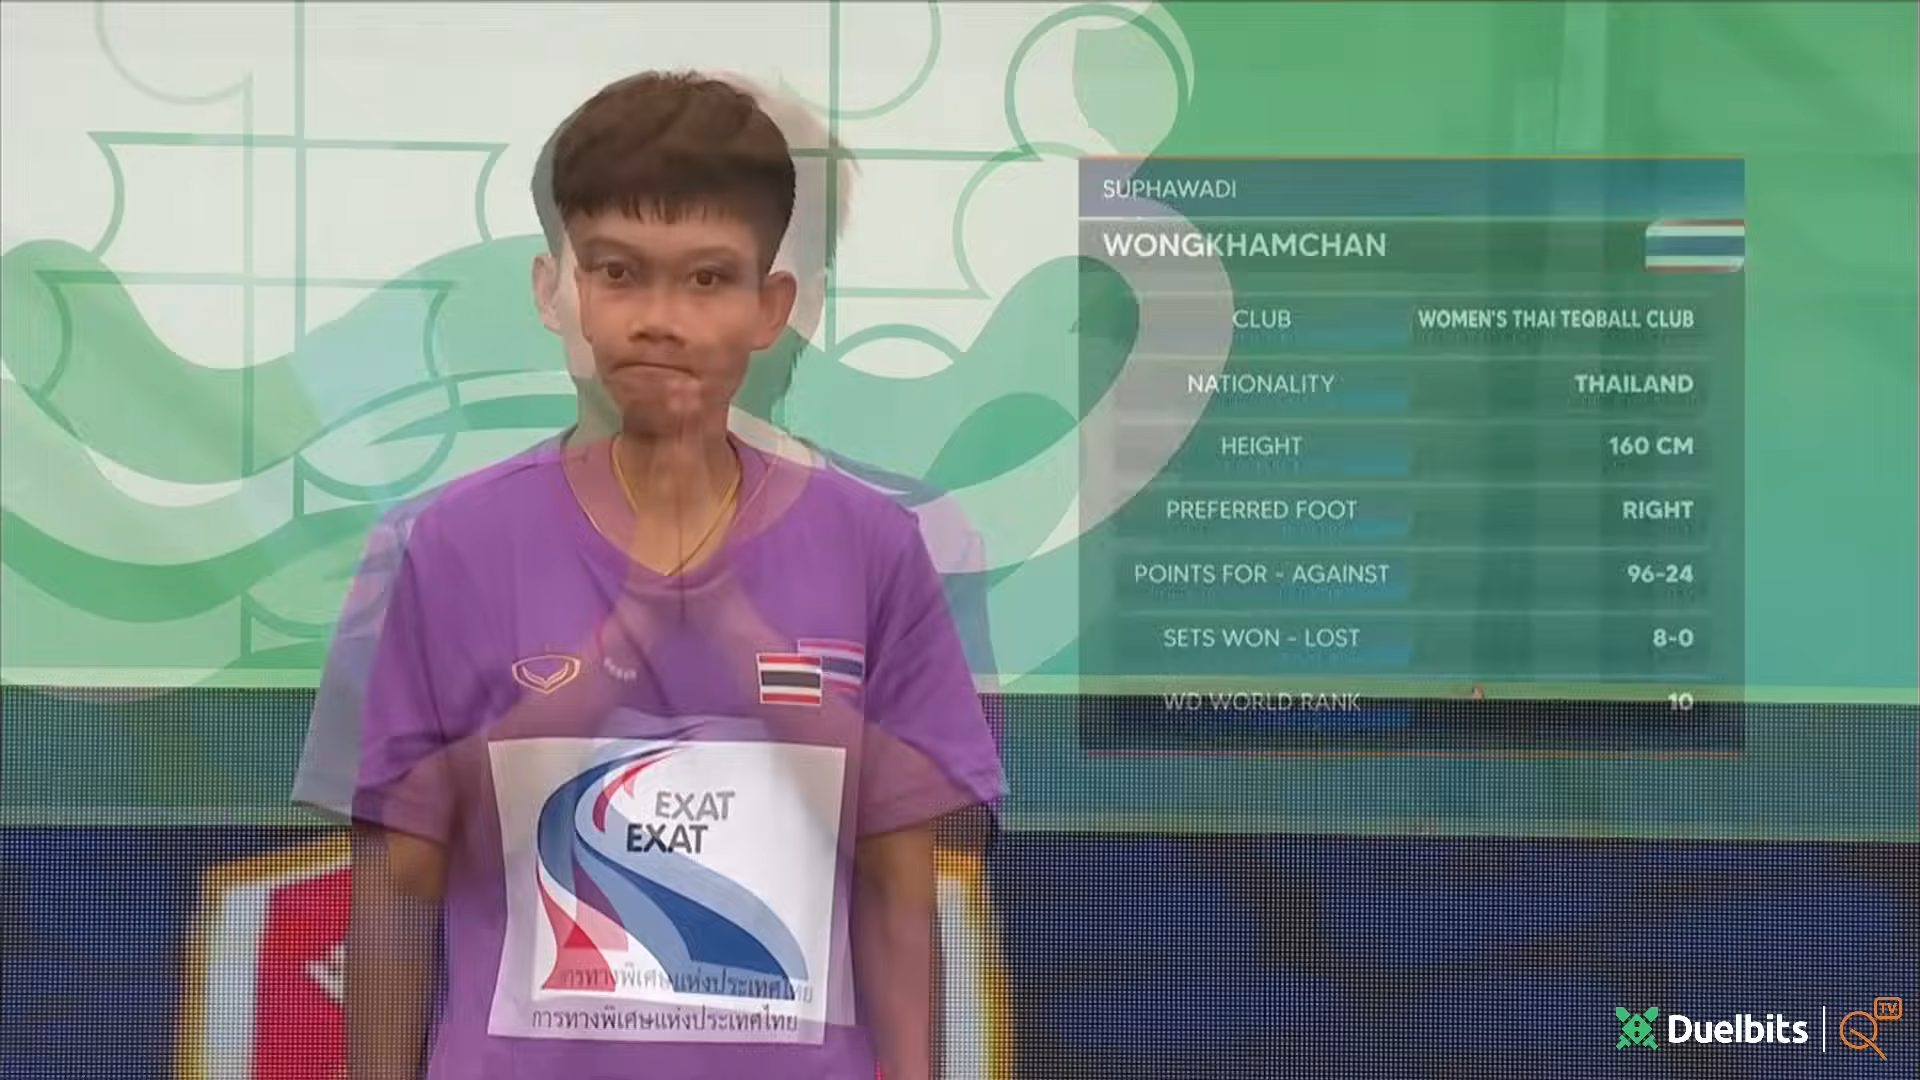 SUPHAWADI
WONGKHAMCHAN
CLUB WOMEN'S THAI TEQBALL CLUB
NATIONALITY THAILAND
HEIGHT 160 CM
PREFERRED FOOT RIGHT
POINTS FOR - AGAINST 96-24
SETS WON - LOST 8-0
WD WORLD RANK 10
EXAT
EXAT
การทางพิเศษแห่งประเทศไทย
การทางพิเศษแห่งประเทศไทย
Duelbits
TV